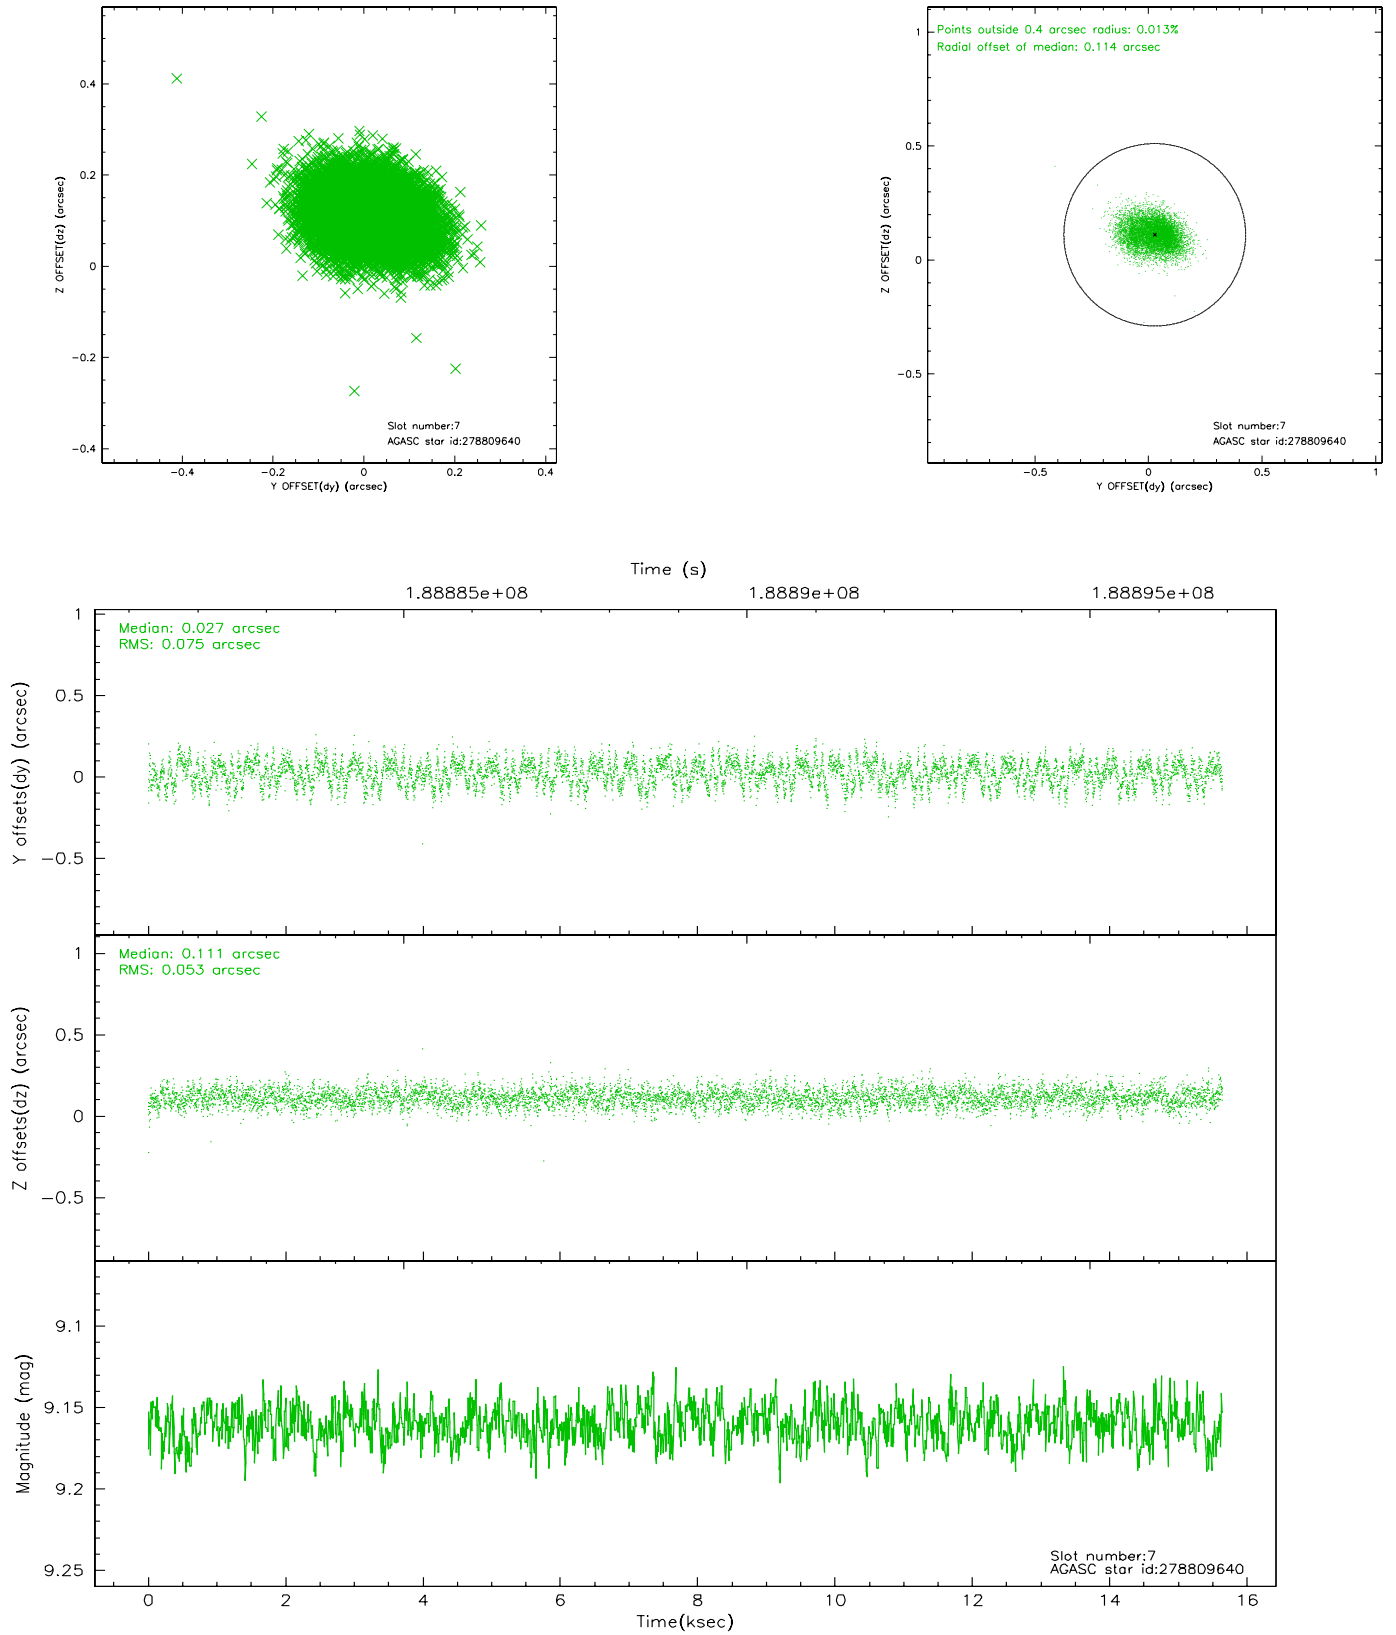 0.4
0.2
0
−0.2
−0.4
−0.4
−0.2
0
0.2
0.4
Z OFFSET(dz) (arcsec)
Y OFFSET(dy) (arcsec)
Slot number:7
AGASC star id:278809640
Points outside 0.4 arcsec radius: 0.013%
Radial offset of median: 0.114 arcsec
1
0.5
0
−0.5
−0.5
0
0.5
1
Z OFFSET(dz) (arcsec)
Y OFFSET(dy) (arcsec)
Slot number:7
AGASC star id:278809640
Time (s)
1.88885e+08
1.8889e+08
1.88895e+08
Median: 0.027 arcsec
RMS: 0.075 arcsec
1
0.5
0
−0.5
Y offsets(dy) (arcsec)
Median: 0.111 arcsec
RMS: 0.053 arcsec
1
0.5
0
−0.5
Z offsets(dz) (arcsec)
9.1
9.15
9.2
9.25
Magnitude (mag)
Slot number:7
AGASC star id:278809640
0
2
4
6
8
10
12
14
16
Time(ksec)